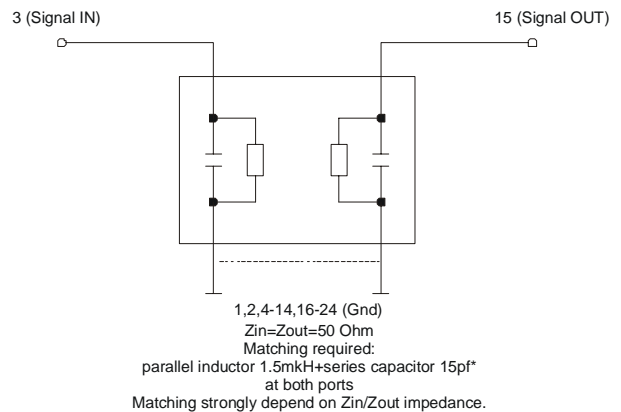 3 (Signal IN)
15 (Signal OUT)
1,2,4-14,16-24 (Gnd)
Zin=Zout=50 Ohm
Matching required:
parallel inductor 1.5mkH+series capacitor 15pf*
at both ports
Matching strongly depend on Zin/Zout impedance.